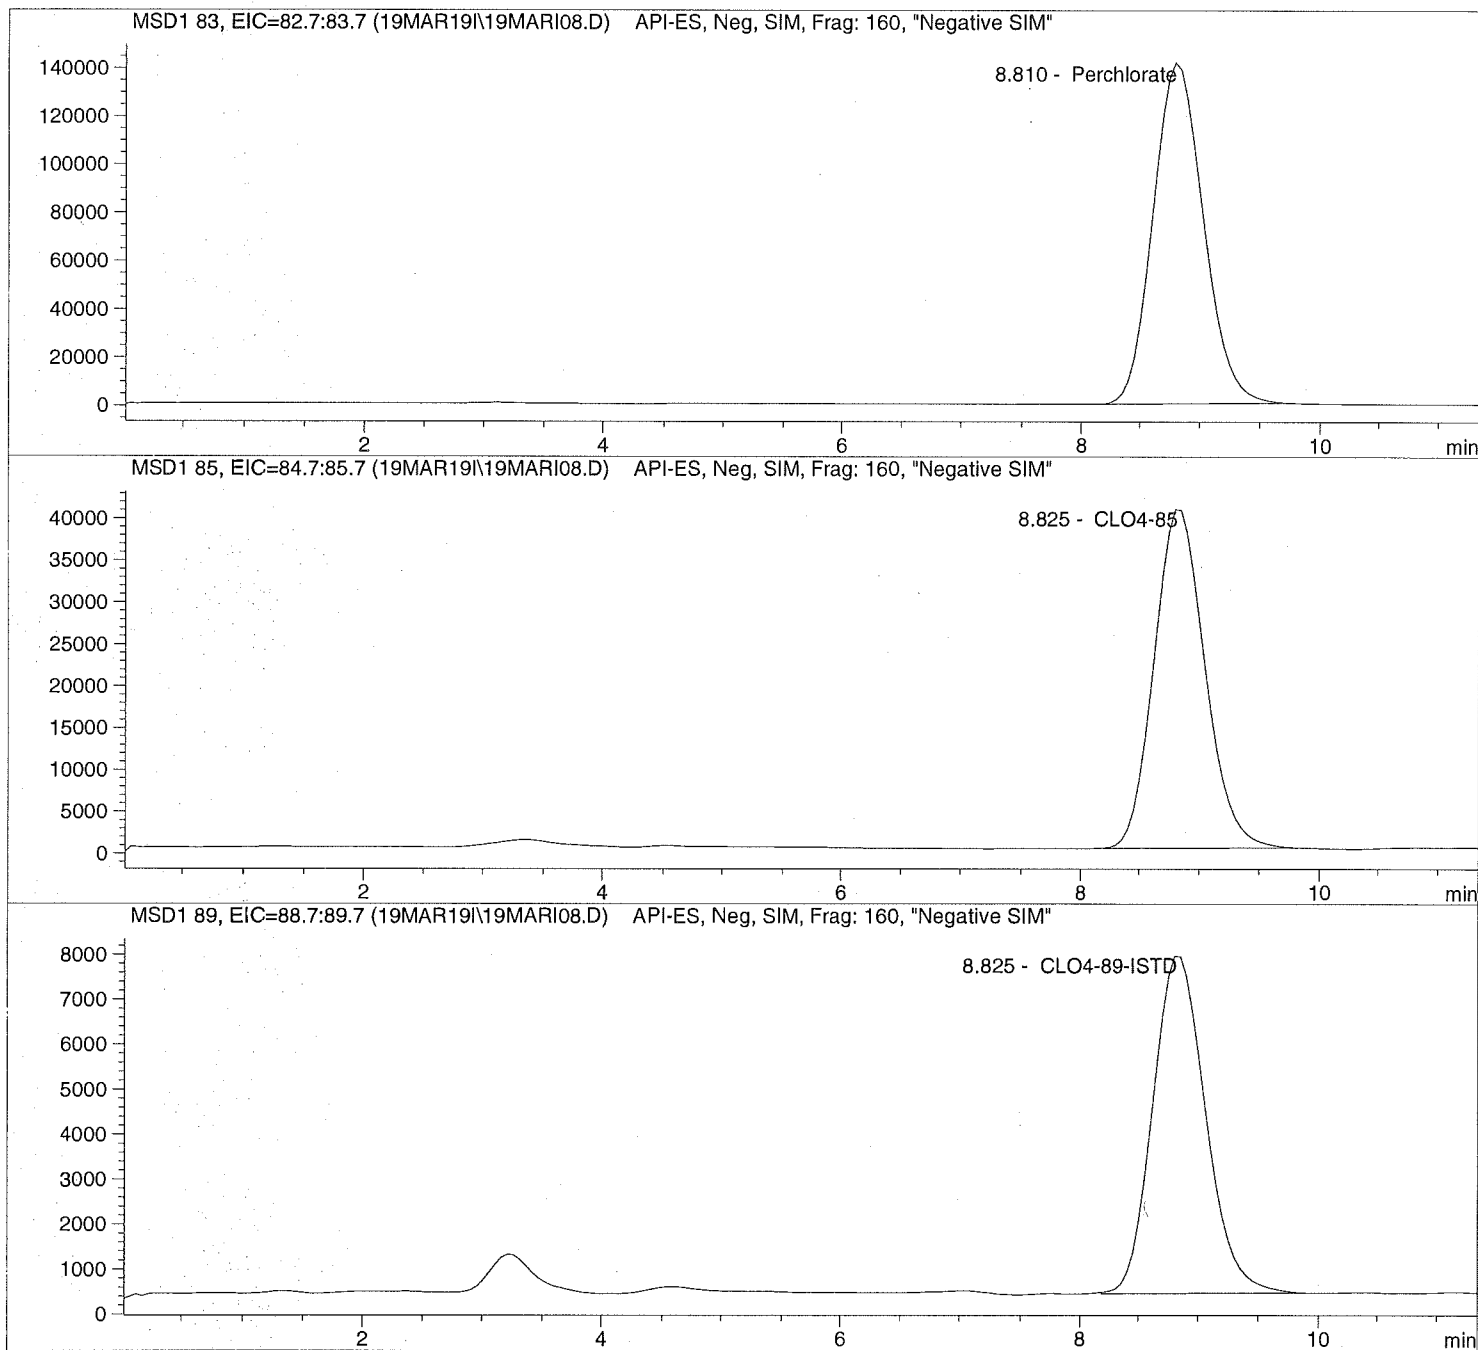 MSD1 83, EIC=82.7:83.7 (19MAR19I\19MARI08.D) API-ES, Neg, SIM, Frag: 160, "Negative SIM"
140000
8.810 - Perchlorate
120000
100000
80000
60000
40000
20000
0
2 4 6 8 10 min
MSD1 85, EIC=84.7:85.7 (19MAR19I\19MARI08.D) API-ES, Neg, SIM, Frag: 160, "Negative SIM"
40000
8.825 - CLO4-85
35000
30000
25000
20000
15000
10000
5000
0
2 4 6 8 10 min
MSD1 89, EIC=88.7:89.7 (19MAR19I\19MARI08.D) API-ES, Neg, SIM, Frag: 160, "Negative SIM"
8000
8.825 - CLO4-89-ISTD
7000
6000
5000
4000
3000
2000
1000
0
2 4 6 8 10 min